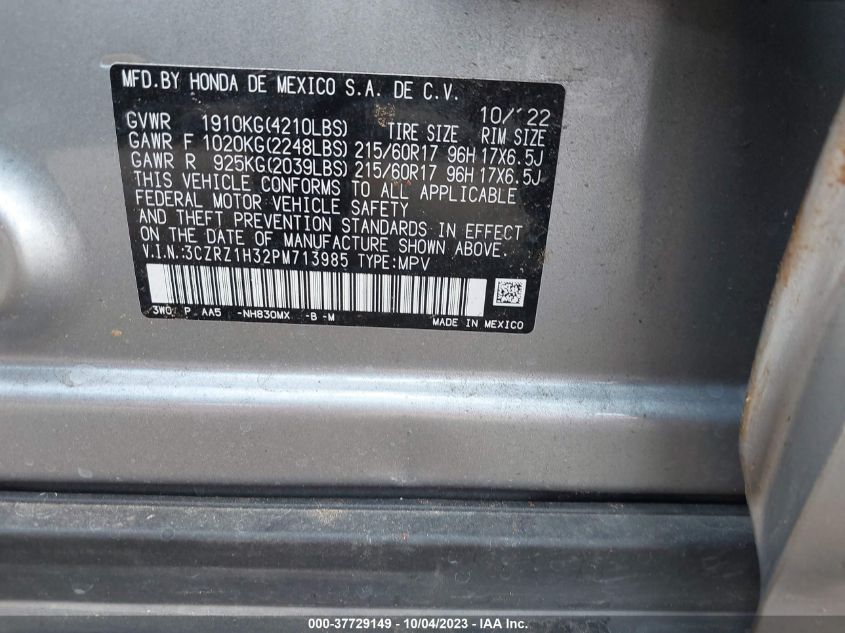 MFD.BY HONDA DE MEXICO S.A. DE C.V.
10/'22
GVWR 1910KG(4210LBS) TIRE SIZE RIM SIZE
GAWR F 1020KG(2248LBS) 215/60R17 96H 17X6.5J
GAWR R 925KG(2039LBS) 215/60R17 96H 17X6.5J
THIS VEHICLE CONFORMS TO ALL APPLICABLE
FEDERAL MOTOR VEHICLE SAFETY
AND THEFT PREVENTION STANDARDS IN EFFECT
ON THE DATE OF MANUFACTURE SHOWN ABOVE.
V.I.N.:3CZRZ1H32PM713985 TYPE:MPV
3W0 P AA5 -NH830MX -B -M
MADE IN MEXICO
000-37729149 - 10/04/2023 - IAA Inc.